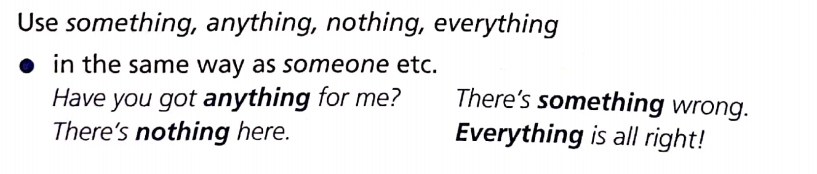 Use something, anything, nothing, everything
● in the same way as someone etc.
Have you got anything for me? There's something wrong.
There's nothing here. Everything is all right!